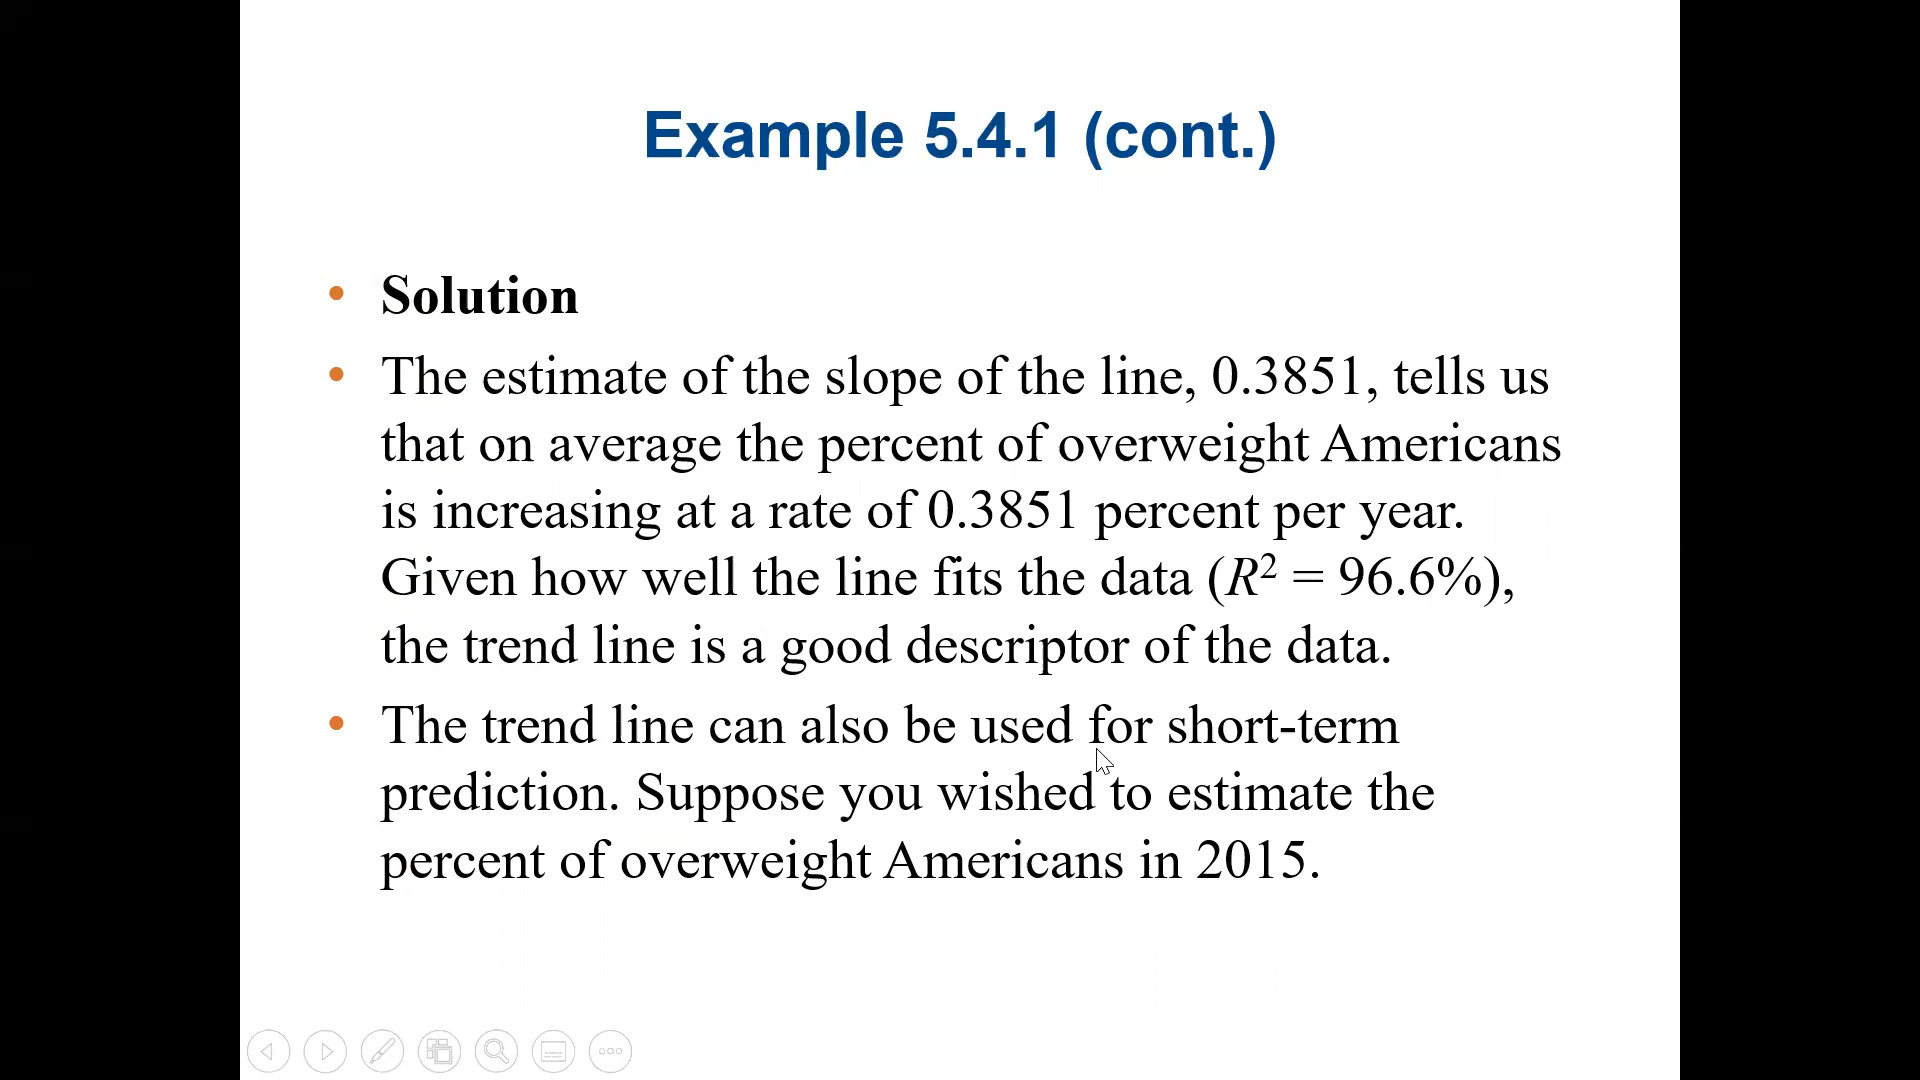 Example 5.4.1 (cont.)
• Solution
• The estimate of the slope of the line, 0.3851, tells us
that on average the percent of overweight Americans
is increasing at a rate of 0.3851 percent per year.
Given how well the line fits the data (R² = 96.6%),
the trend line is a good descriptor of the data.
• The trend line can also be used for short-term
prediction. Suppose you wished to estimate the
percent of overweight Americans in 2015.